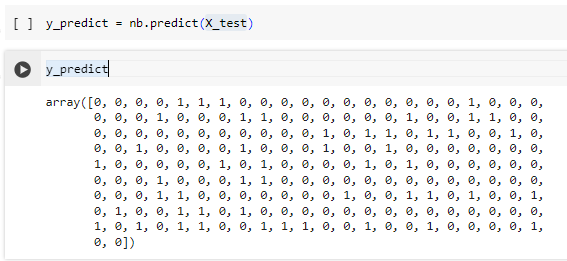 [ ] y_predict = nb.predict(X_test)
y_predict
array([0, 0, 0, 0, 1, 1, 1, 0, 0, 0, 0, 0, 0, 0, 0, 0, 0, 0, 1, 0, 0, 0,
0, 0, 0, 1, 0, 0, 0, 1, 1, 0, 0, 0, 0, 0, 0, 1, 0, 0, 1, 1, 0, 0,
0, 0, 0, 0, 0, 0, 0, 0, 0, 0, 0, 1, 0, 1, 1, 0, 1, 1, 0, 0, 1, 0,
0, 0, 1, 0, 0, 0, 0, 1, 0, 0, 0, 1, 0, 0, 1, 0, 0, 0, 0, 0, 0, 0,
1, 0, 0, 0, 0, 0, 1, 0, 1, 0, 0, 0, 0, 1, 0, 1, 0, 0, 0, 0, 0, 0,
0, 0, 0, 1, 0, 0, 0, 1, 1, 0, 0, 0, 0, 0, 0, 0, 0, 0, 0, 0, 0, 0,
0, 0, 0, 1, 1, 0, 0, 0, 0, 0, 0, 0, 1, 0, 0, 1, 1, 0, 1, 0, 0, 1,
0, 1, 0, 0, 1, 1, 0, 1, 0, 0, 0, 0, 0, 0, 0, 0, 0, 0, 0, 0, 0, 0,
1, 0, 1, 0, 1, 1, 0, 0, 1, 1, 1, 0, 0, 1, 0, 0, 1, 0, 0, 0, 0, 1,
0, 0])